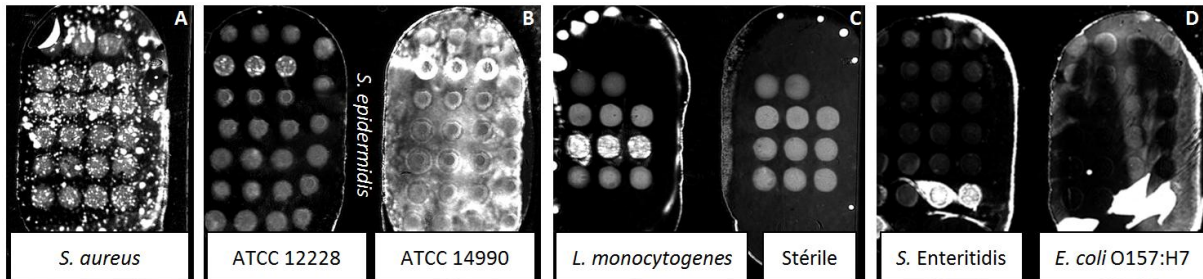 A
B
C
D
S. epidermidis
S. aureus
ATCC 12228
ATCC 14990
L. monocytogenes
Stérile
S. Enteritidis
E. coli O157:H7